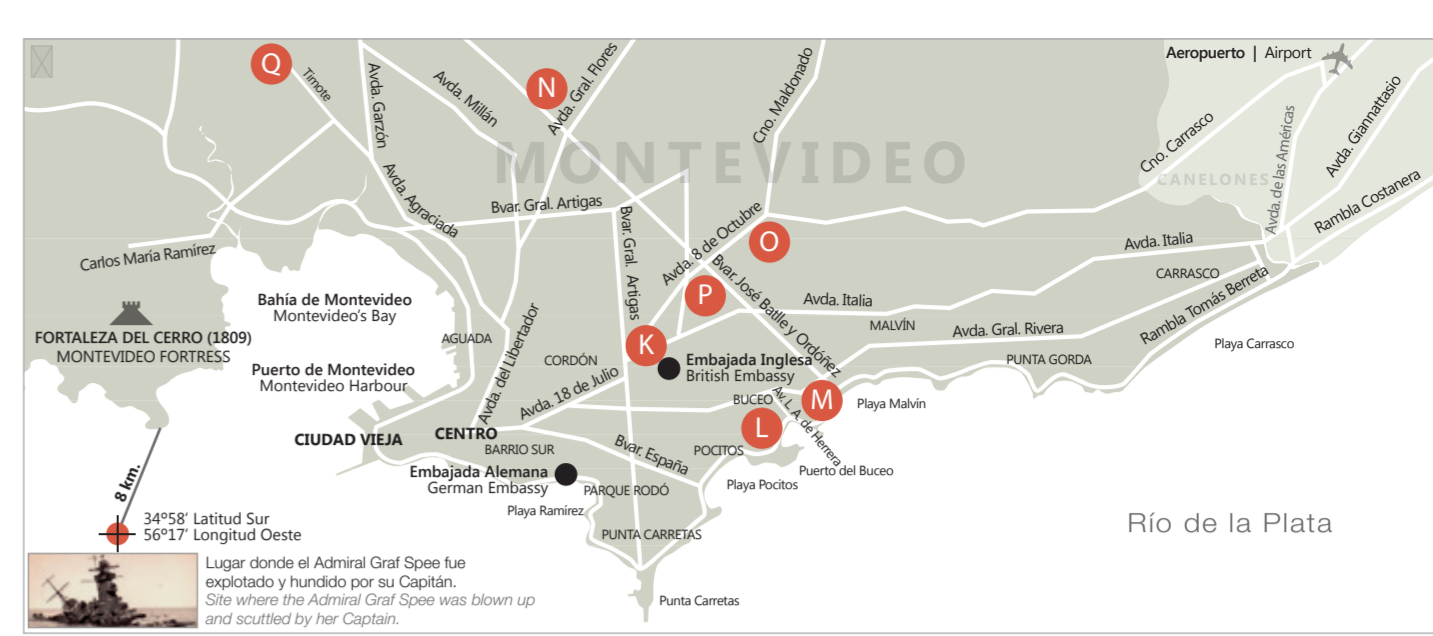 Aeropuerto | Airport
Q
N
Timote
Avda. Garzón
Avda. Millán
Avda. Gral. Flores
Cno. Maldonado
Cno. Carrasco
Avda. de las Américas
Avda. Giannattasio
MONTEVIDEO
CANELONES
Rambla Costanera
Avda. Agraciada
Bvar. Gral. Artigas
Bvar. Gral. Artigas
Avda. 8 de Octubre
O
Avda. Italia
Carlos María Ramírez
CARRASCO
P
Bvar. José Batlle y Ordóñez
Avda. Italia
Rambla Tomás Berreta
Bahía de Montevideo
Montevideo's Bay
FORTALEZA DEL CERRO (1809)
MONTEVIDEO FORTRESS
AGUADA
Avda. del Libertador
MALVÍN
Avda. Gral. Rivera
Playa Carrasco
K
CORDÓN
Embajada Inglesa
British Embassy
PUNTA GORDA
Puerto de Montevideo
Montevideo Harbour
Avda. 18 de Julio
BUCEO
Av. L. A. de Herrera
M
Playa Malvín
L
CIUDAD VIEJA
CENTRO
BARRIO SUR
Bvar. España
POCITOS
Puerto del Buceo
Embajada Alemana
German Embassy
PARQUE RODÓ
Playa Pocitos
8 km.
Playa Ramírez
34º58' Latitud Sur
56º17' Longitud Oeste
PUNTA CARRETAS
Río de la Plata
Lugar donde el Admiral Graf Spee fue
explotado y hundido por su Capitán.
Site where the Admiral Graf Spee was blown up
and scuttled by her Captain.
Punta Carretas